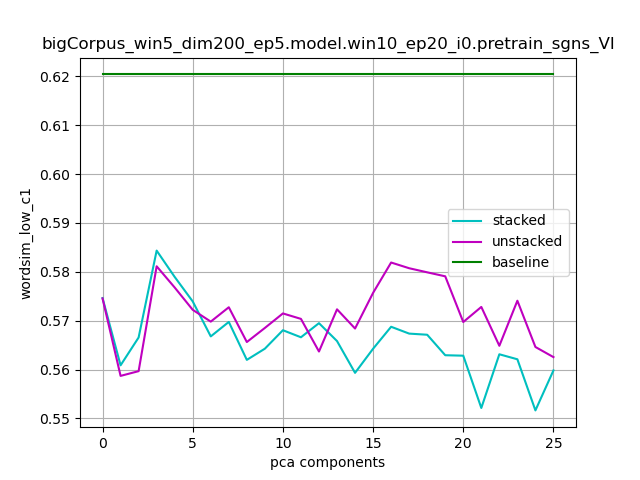 bigCorpus_win5_dim200_ep5.model.win10_ep20_i0.pretrain_sgns_VI
0.62
0.61
0.60
0.59
0.58
0.57
0.56
0.55
wordsim_low_c1
stacked
unstacked
baseline
0 5 10 15 20 25
pca components